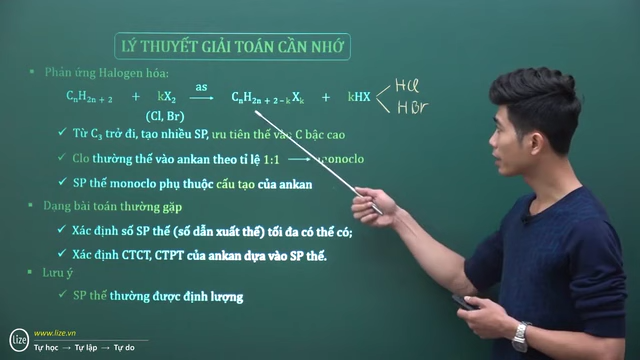 LÝ THUYẾT GIẢI TOÁN CẦN NHỚ
Phản ứng Halogen hóa:
CₙH₂ₙ₊₂ + kX₂ as → CₙH₂ₙ₊₂₋ₖXₖ + kHX HCl
HBr
(Cl, Br)
✓ Từ C₃ trở đi, tạo nhiều SP, ưu tiên thế vào C bậc cao
✓ Clo thường thế vào ankan theo tỉ lệ 1:1 → monoclo
✓ SP thế monoclo phụ thuộc cấu tạo của ankan
Dạng bài toán thường gặp
✓ Xác định số SP thế (số dẫn xuất thế) tối đa có thể có;
✓ Xác định CTCT, CTPT của ankan dựa vào SP thế.
Lưu ý
✓ SP thế thường được định lượng
lize
www.lize.vn
Tự học → Tự lập → Tự do